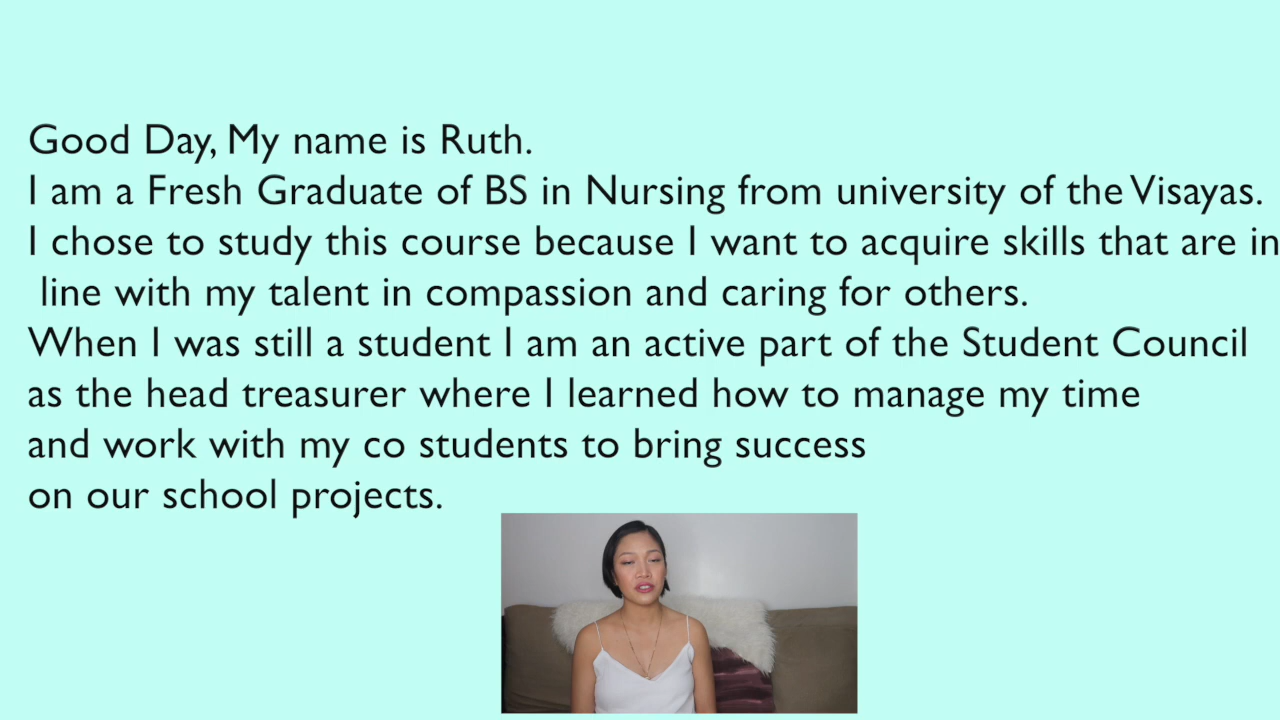 Good Day, My name is Ruth.
I am a Fresh Graduate of BS in Nursing from university of the Visayas.
I chose to study this course because I want to acquire skills that are in
line with my talent in compassion and caring for others.
When I was still a student I am an active part of the Student Council
as the head treasurer where I learned how to manage my time
and work with my co students to bring success
on our school projects.